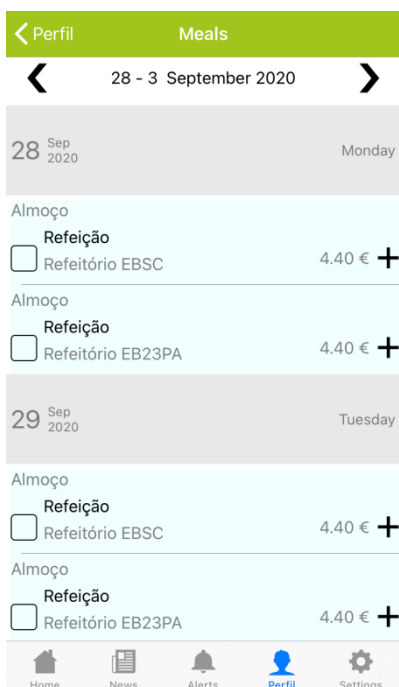 Perfil Meals
28 - 3 September 2020
28 Sep 2020 Monday
Almoço
Refeição
Refeitório EBSC 4.40 €
Almoço
Refeição
Refeitório EB23PA 4.40 €
29 Sep 2020 Tuesday
Almoço
Refeição
Refeitório EBSC 4.40 €
Almoço
Refeição
Refeitório EB23PA 4.40 €
Home News Alerts Perfil Settings